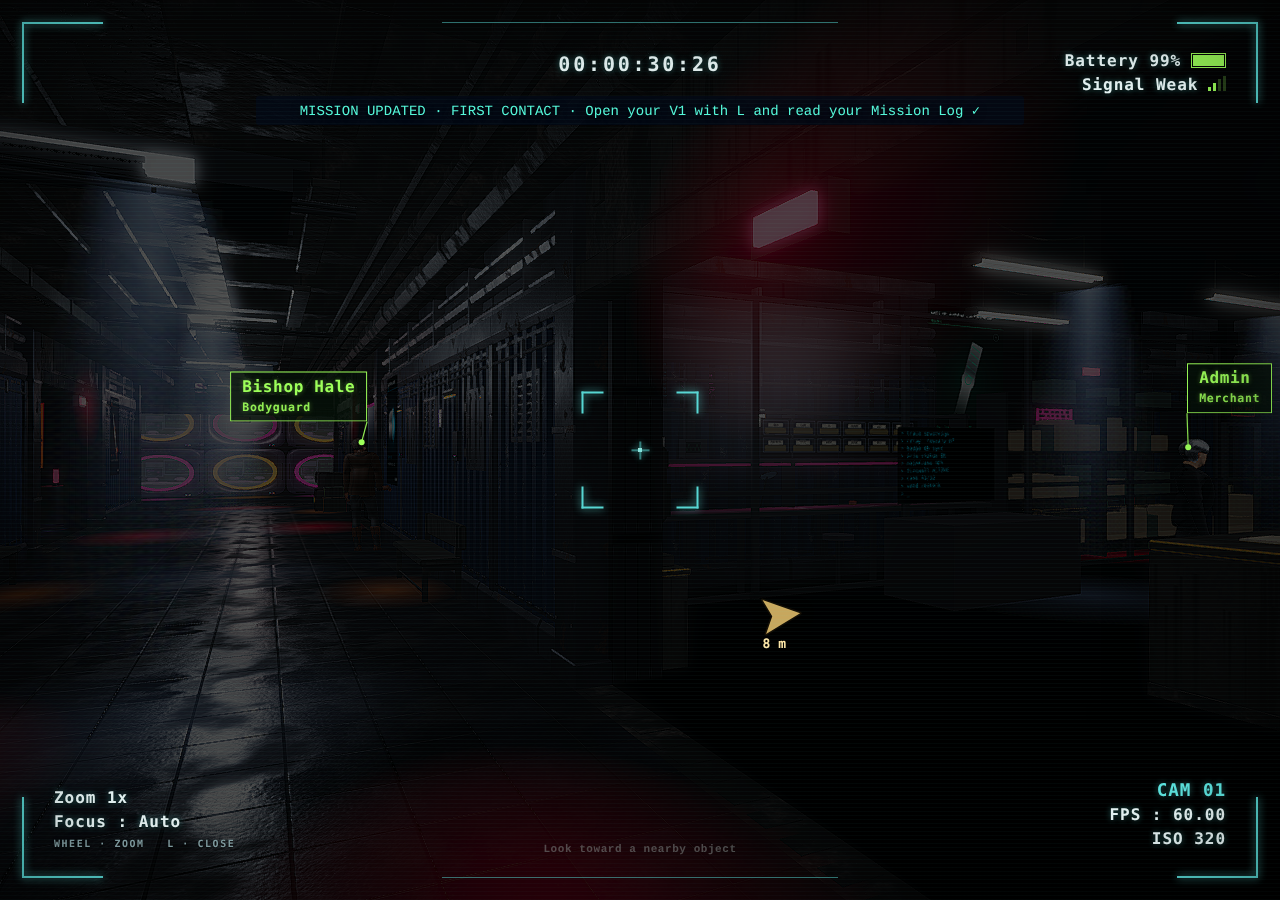 00:00:30:26
Battery 99%
Signal Weak
MISSION UPDATED · FIRST CONTACT · Open your V1 with L and read your Mission Log ✓
Bishop Hale
Bodyguard
Admin
Merchant
8 m
Zoom 1x
Focus : Auto
WHEEL · ZOOM L · CLOSE
Look toward a nearby object
CAM 01
FPS : 60.00
ISO 320